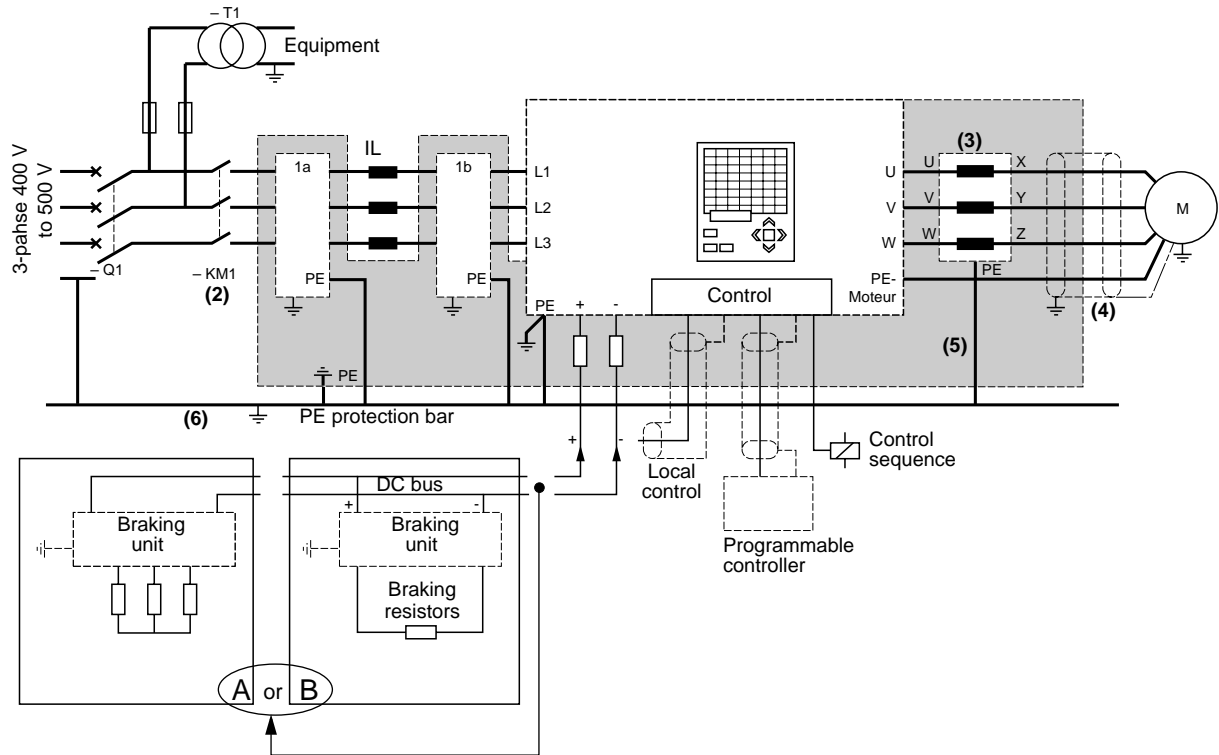 – T1
Equipment
3-pahse 400 V
to 500 V
– Q1
– KM1
(2)
1a
PE
IL
1b
PE
L1
L2
L3
PE
+
-
Control
U
V
W
PE-
Moteur
(3)
U
V
W
X
Y
Z
PE
M
(4)
(5)
PE
(6)
PE protection bar
+
-
Local
control
Control
sequence
Programmable
controller
DC bus
+
-
Braking
unit
Braking
unit
Braking
resistors
A or B